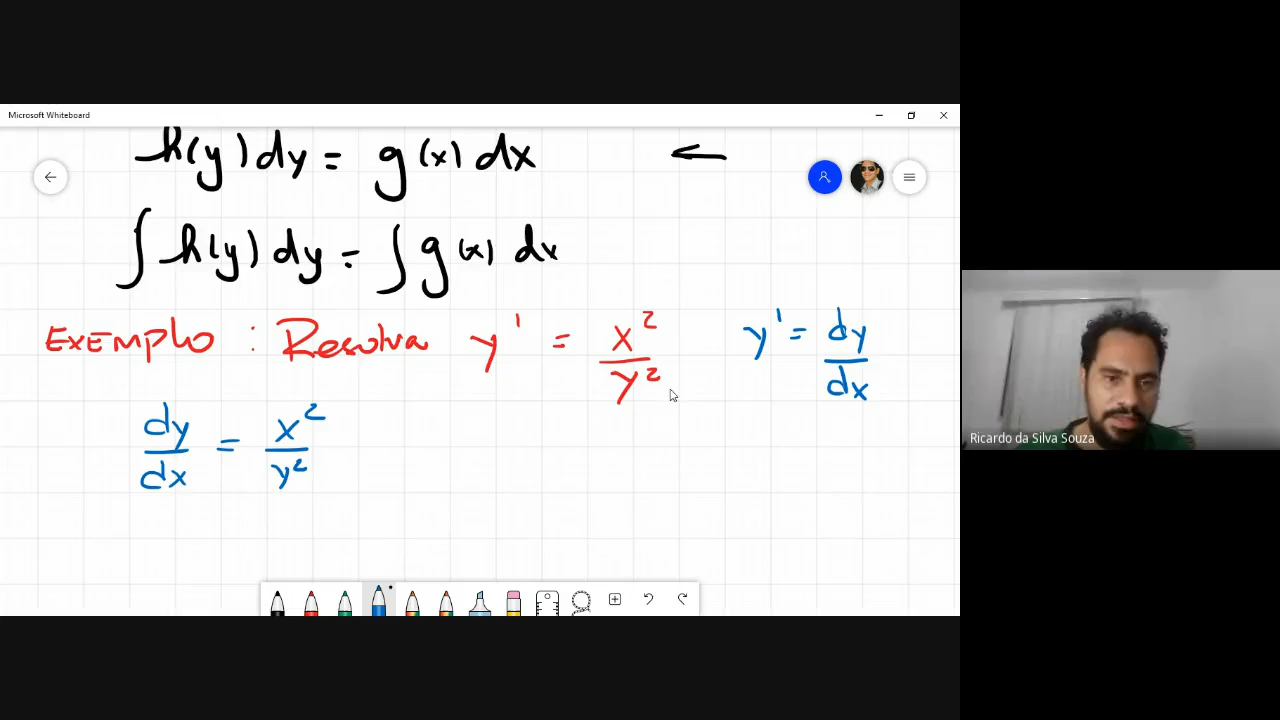 Microsoft Whiteboard
h(y) dy = g(x) dx ←
∫ h(y) dy = ∫ g(x) dx
EXEMPLO : Resolva y' = x²/y² y' = dy/dx
dy/dx = x²/y²
Ricardo da Silva Souza